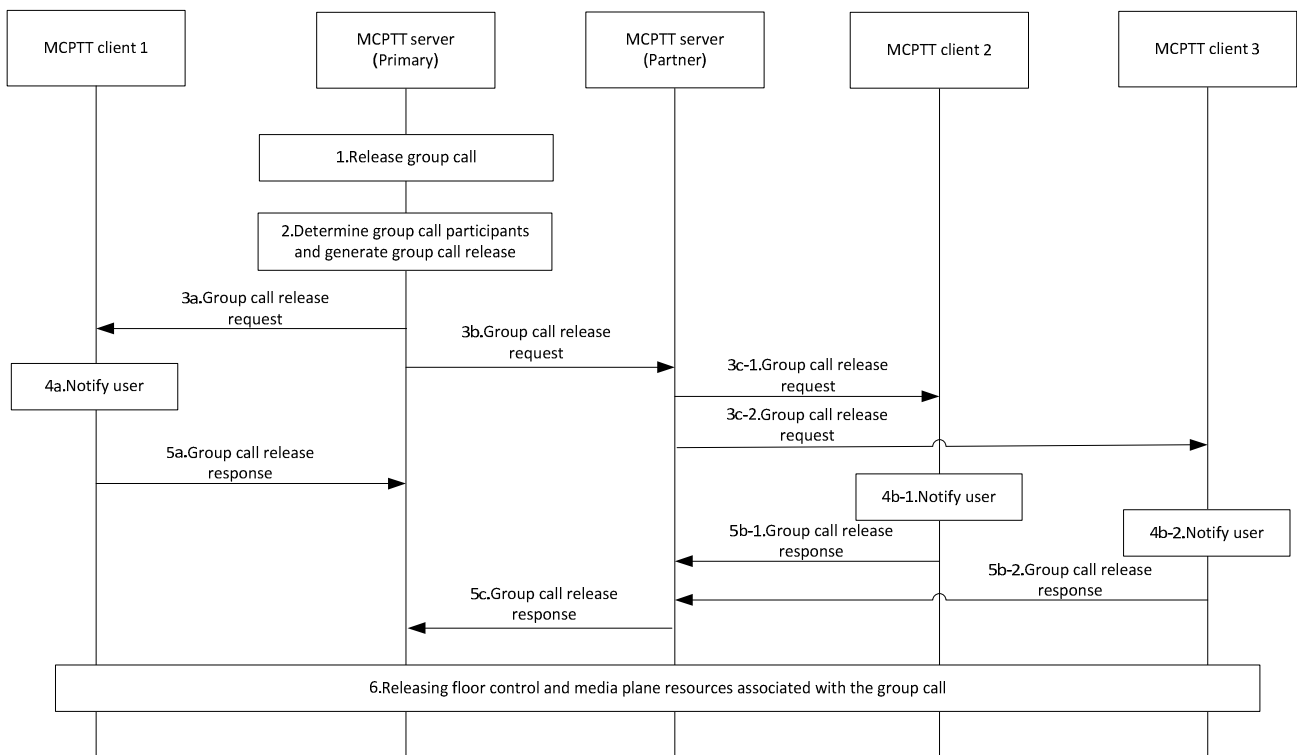 MCPTT client 1
MCPTT server
(Primary)
MCPTT server
(Partner)
MCPTT client 2
MCPTT client 3
1.Release group call
2.Determine group call participants
and generate group call release
3a.Group call release
request
3b.Group call release
request
3c-1.Group call release
request
4a.Notify user
3c-2.Group call release
request
5a.Group call release
response
4b-1.Notify user
4b-2.Notify user
5b-1.Group call release
response
5b-2.Group call release
response
5c.Group call release
response
6.Releasing floor control and media plane resources associated with the group call